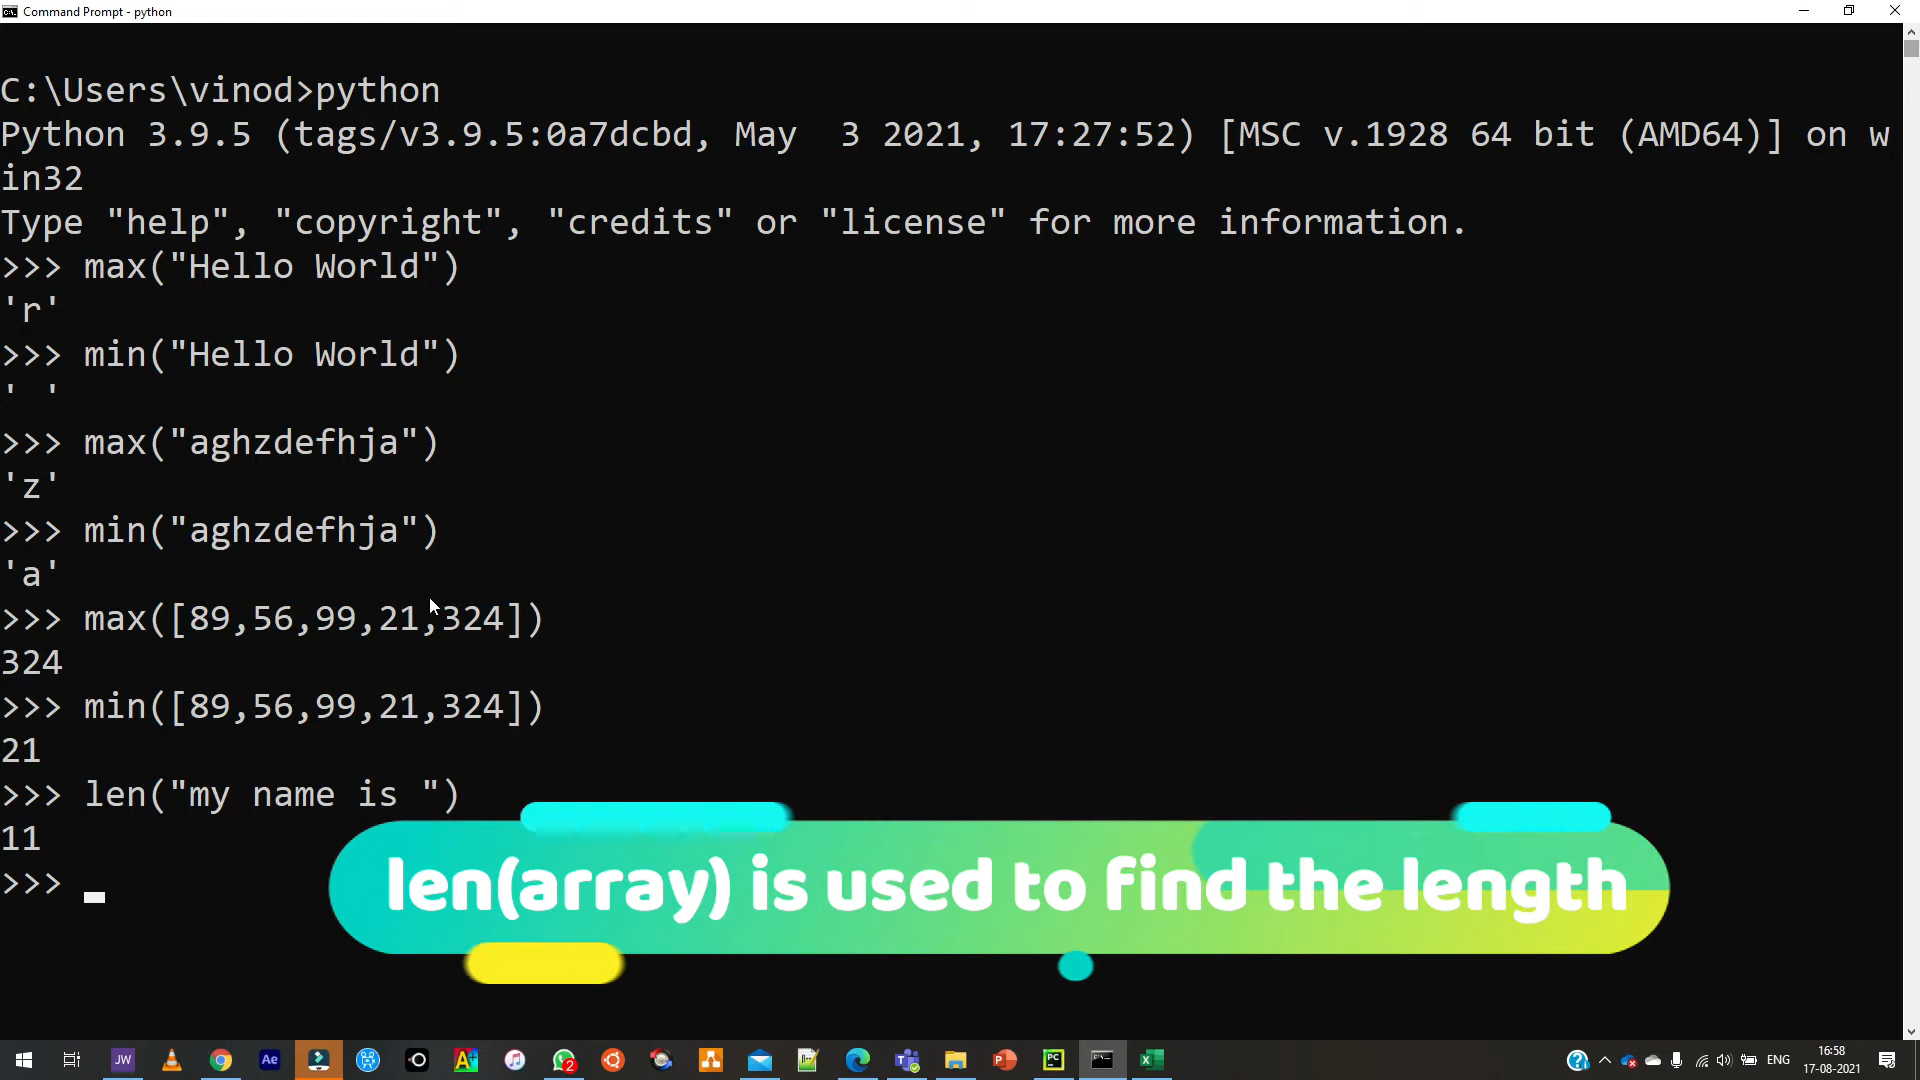 Command Prompt - python
C:\Users\vinod>python
Python 3.9.5 (tags/v3.9.5:0a7dcbd, May  3 2021, 17:27:52) [MSC v.1928 64 bit (AMD64)] on w
in32
Type "help", "copyright", "credits" or "license" for more information.
>>> max("Hello World")
'r'
>>> min("Hello World")
' '
>>> max("aghzdefhja")
'z'
>>> min("aghzdefhja")
'a'
>>> max([89,56,99,21,324])
324
>>> min([89,56,99,21,324])
21
>>> len("my name is ")
11
>>>
len(array) is used to find the length
JW
Ae
2
PC
ENG
16:58
17-08-2021